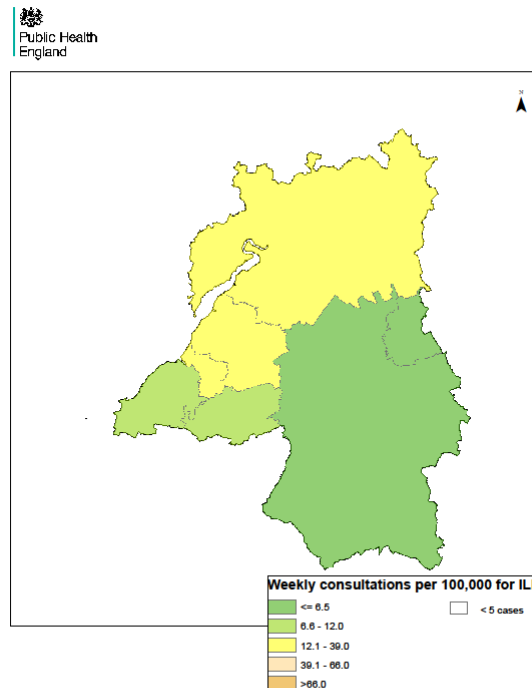 Public Health
England
N
Weekly consultations per 100,000 for IL
<= 6.5
< 5 cases
6.6 - 12.0
12.1 - 39.0
39.1 - 66.0
>66.0